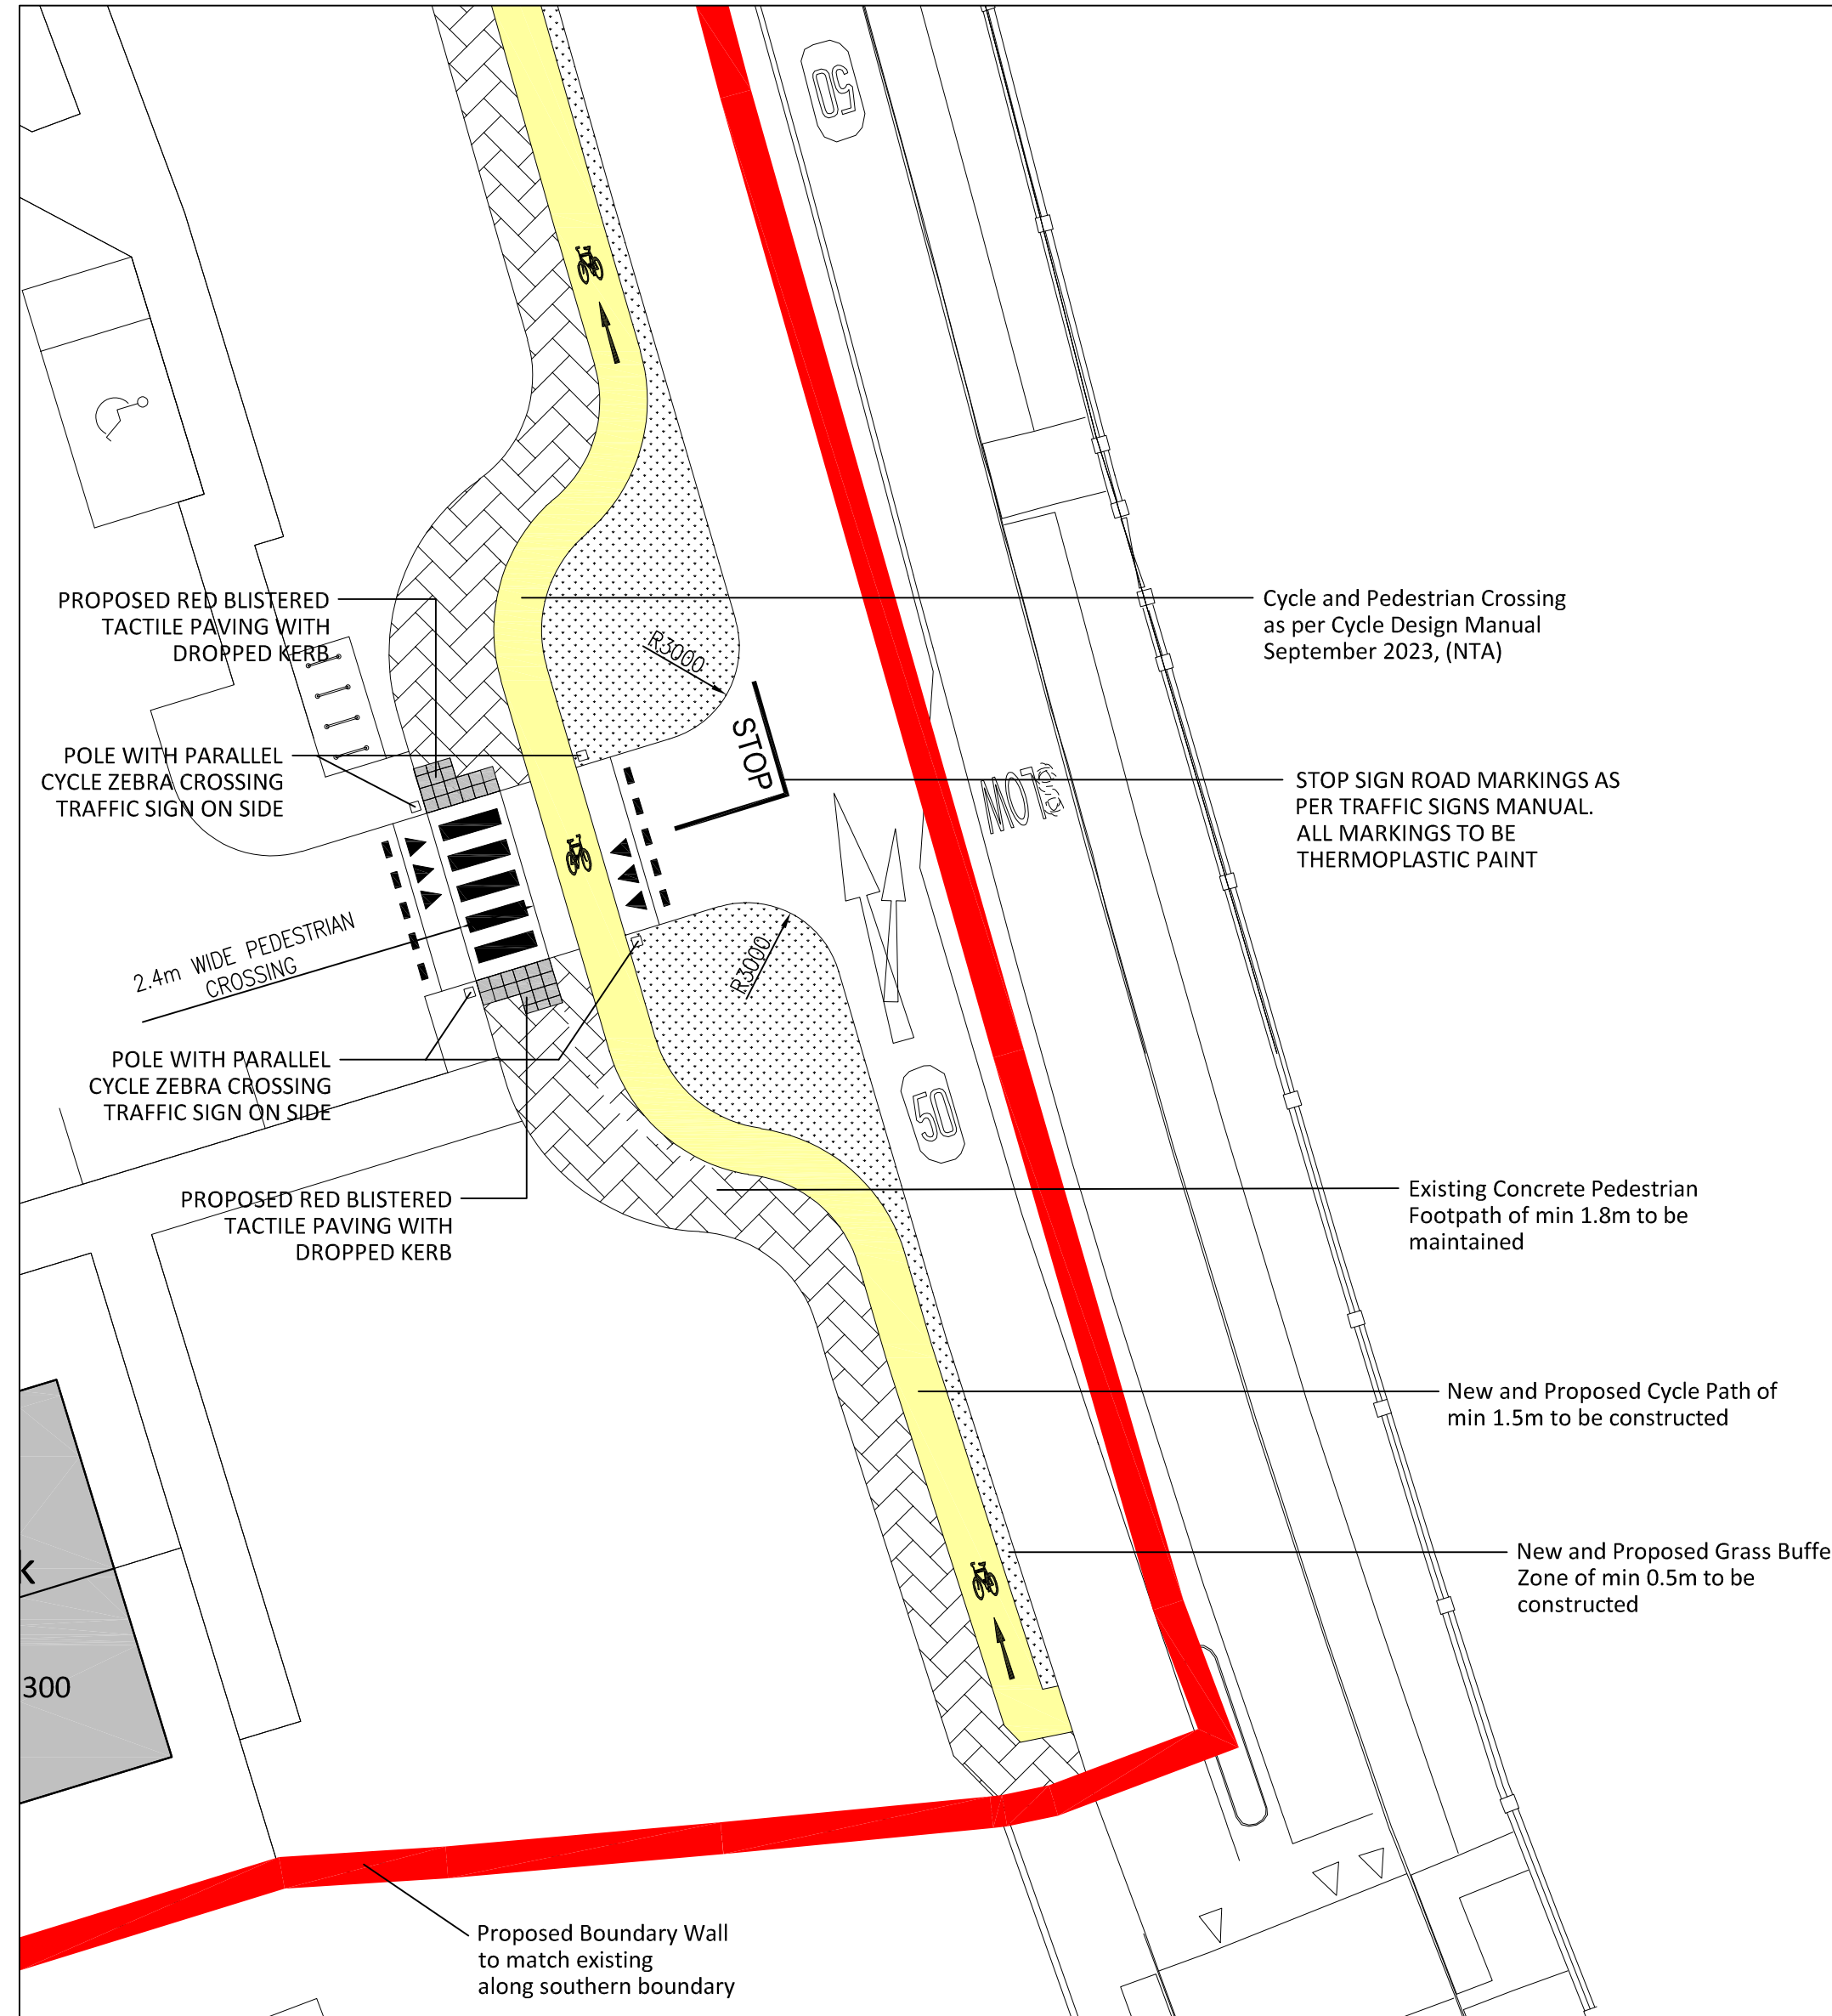 50
PROPOSED RED BLISTERED
TACTILE PAVING WITH
DROPPED KERB
Cycle and Pedestrian Crossing
as per Cycle Design Manual
September 2023, (NTA)
R3000
POLE WITH PARALLEL
CYCLE ZEBRA CROSSING
TRAFFIC SIGN ON SIDE
STOP
SLOW
STOP SIGN ROAD MARKINGS AS
PER TRAFFIC SIGNS MANUAL.
ALL MARKINGS TO BE
THERMOPLASTIC PAINT
2.4m WIDE PEDESTRIAN
CROSSING
R3000
POLE WITH PARALLEL
CYCLE ZEBRA CROSSING
TRAFFIC SIGN ON SIDE
50
PROPOSED RED BLISTERED
TACTILE PAVING WITH
DROPPED KERB
Existing Concrete Pedestrian
Footpath of min 1.8m to be
maintained
New and Proposed Cycle Path of
min 1.5m to be constructed
New and Proposed Grass Buffe
Zone of min 0.5m to be
constructed
k
300
Proposed Boundary Wall
to match existing
along southern boundary